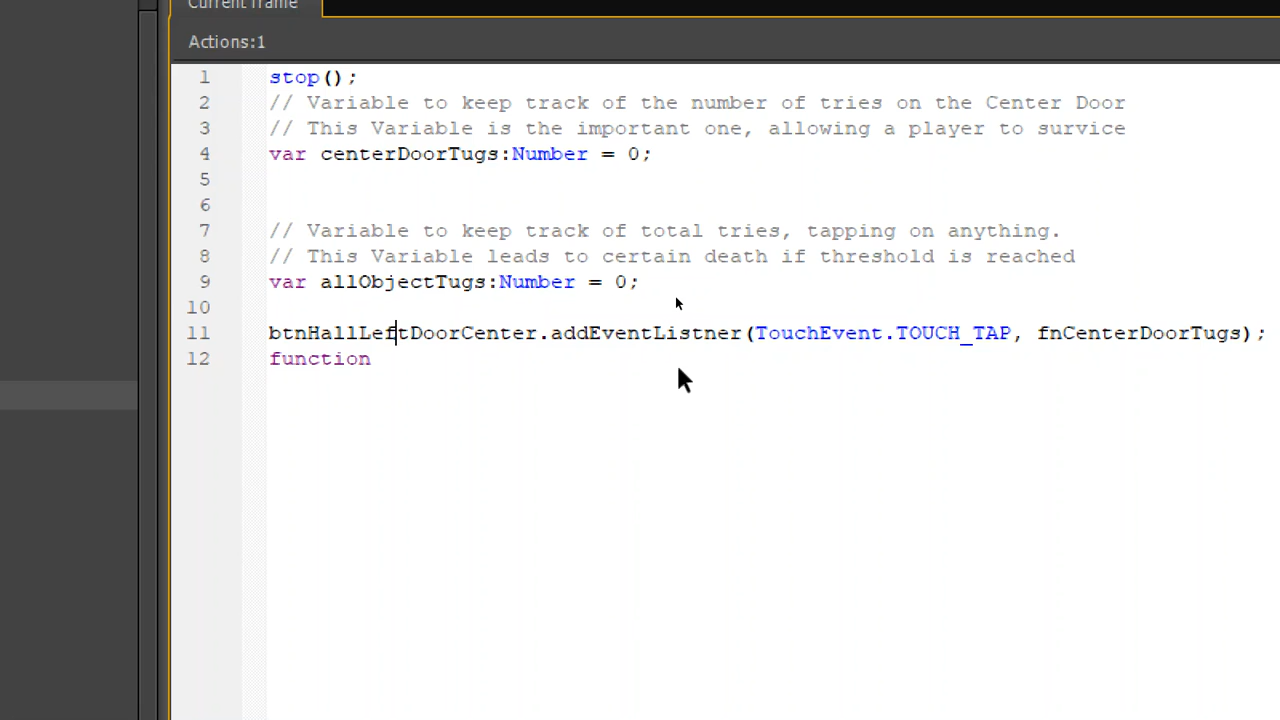 Current frame
Actions:1
1 stop();
2 // Variable to keep track of the number of tries on the Center Door
3 // This Variable is the important one, allowing a player to survice
4 var centerDoorTugs:Number = 0;
5
6
7 // Variable to keep track of total tries, tapping on anything.
8 // This Variable leads to certain death if threshold is reached
9 var allObjectTugs:Number = 0;
10
11 btnHallLeftDoorCenter.addEventListner(TouchEvent.TOUCH_TAP, fnCenterDoorTugs);
12 function